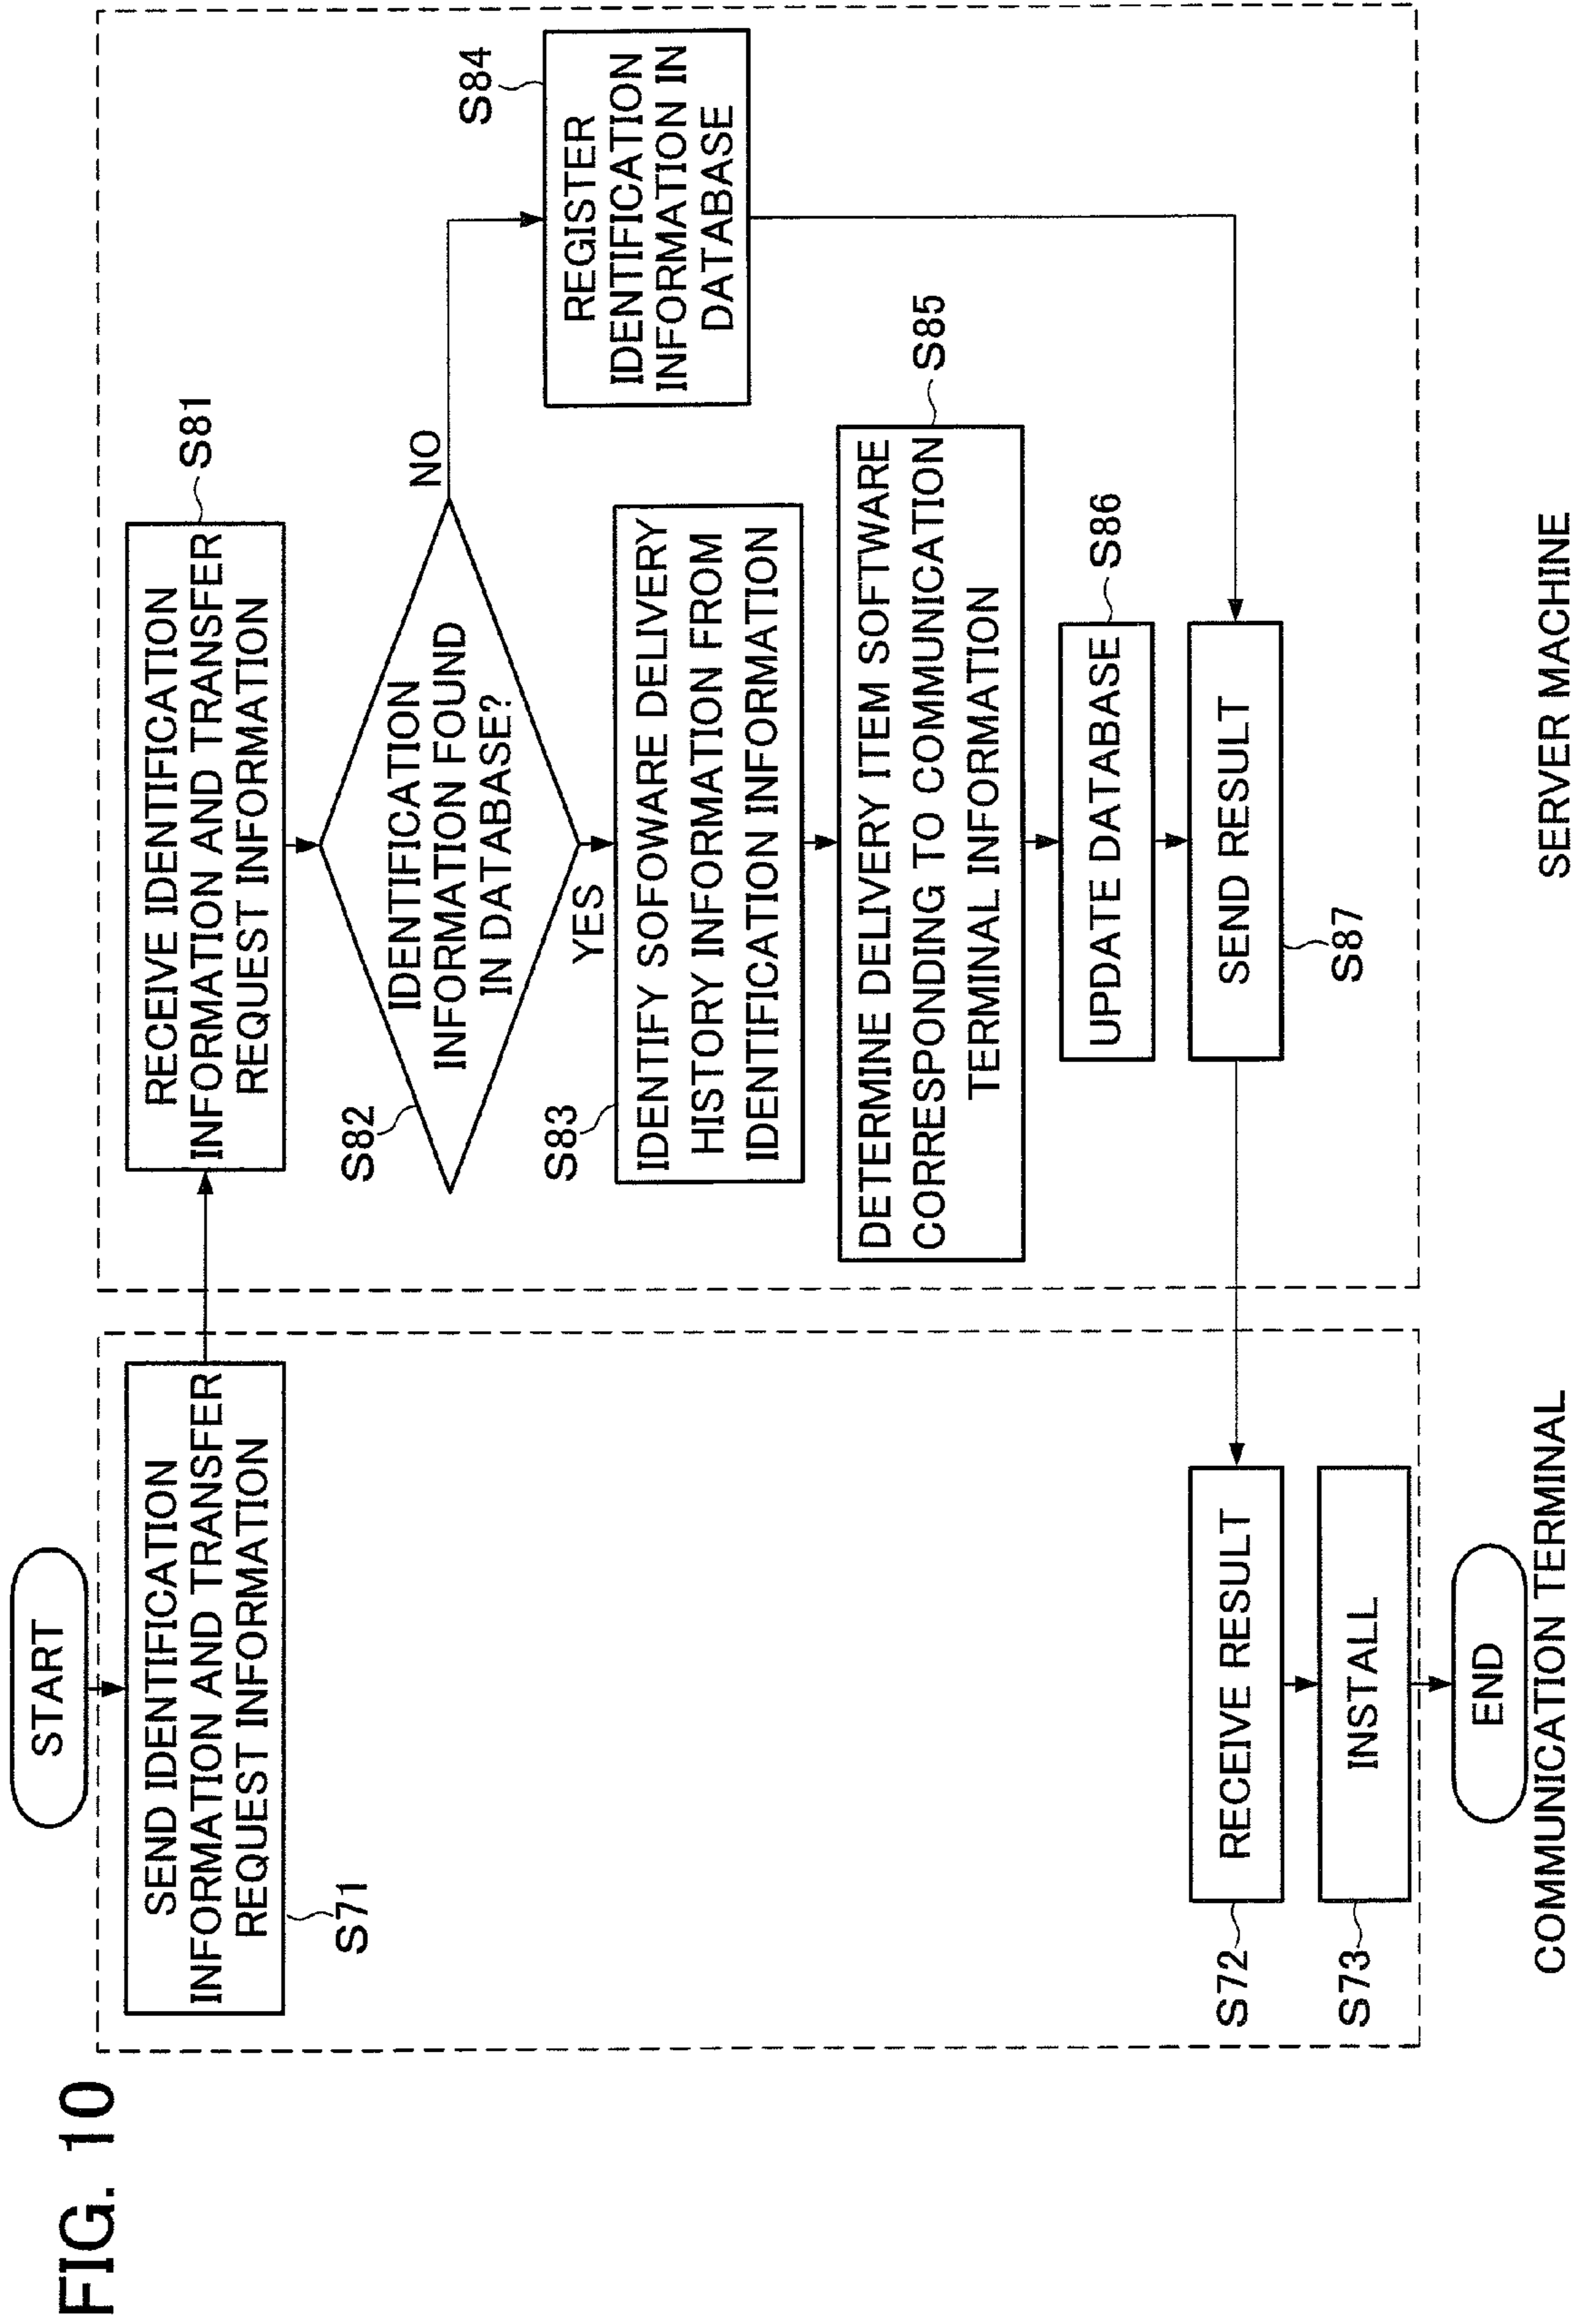 FIG. 10
START
SEND IDENTIFICATION
INFORMATION AND TRANSFER
REQUEST INFORMATION
S71
RECEIVE RESULT
S72
INSTALL
S73
END
COMMUNICATION TERMINAL
RECEIVE IDENTIFICATION
INFORMATION AND TRANSFER
REQUEST INFORMATION
S81
IDENTIFICATION
INFORMATION FOUND
IN DATABASE?
S82
NO
YES
REGISTER
IDENTIFICATION
INFORMATION IN
DATABASE
S84
S83
IDENTIFY SOFOWARE DELIVERY
HISTORY INFORMATION FROM
IDENTIFICATION INFORMATION
S85
DETERMINE DELIVERY ITEM SOFTWARE
CORRESPONDING TO COMMUNICATION
TERMINAL INFORMATION
S86
UPDATE DATABASE
SEND RESULT
S87
SERVER MACHINE